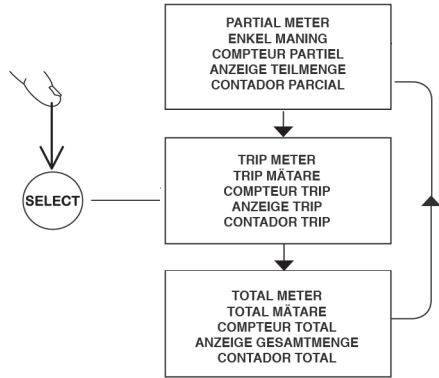 PARTIAL METER
ENKEL MANING
COMPTEUR PARTIEL
ANZEIGE TEILMENGE
CONTADOR PARCIAL
SELECT
TRIP METER
TRIP MÄTARE
COMPTEUR TRIP
ANZEIGE TRIP
CONTADOR TRIP
TOTAL METER
TOTAL MÄTARE
COMPTEUR TOTAL
ANZEIGE GESAMTMENGE
CONTADOR TOTAL